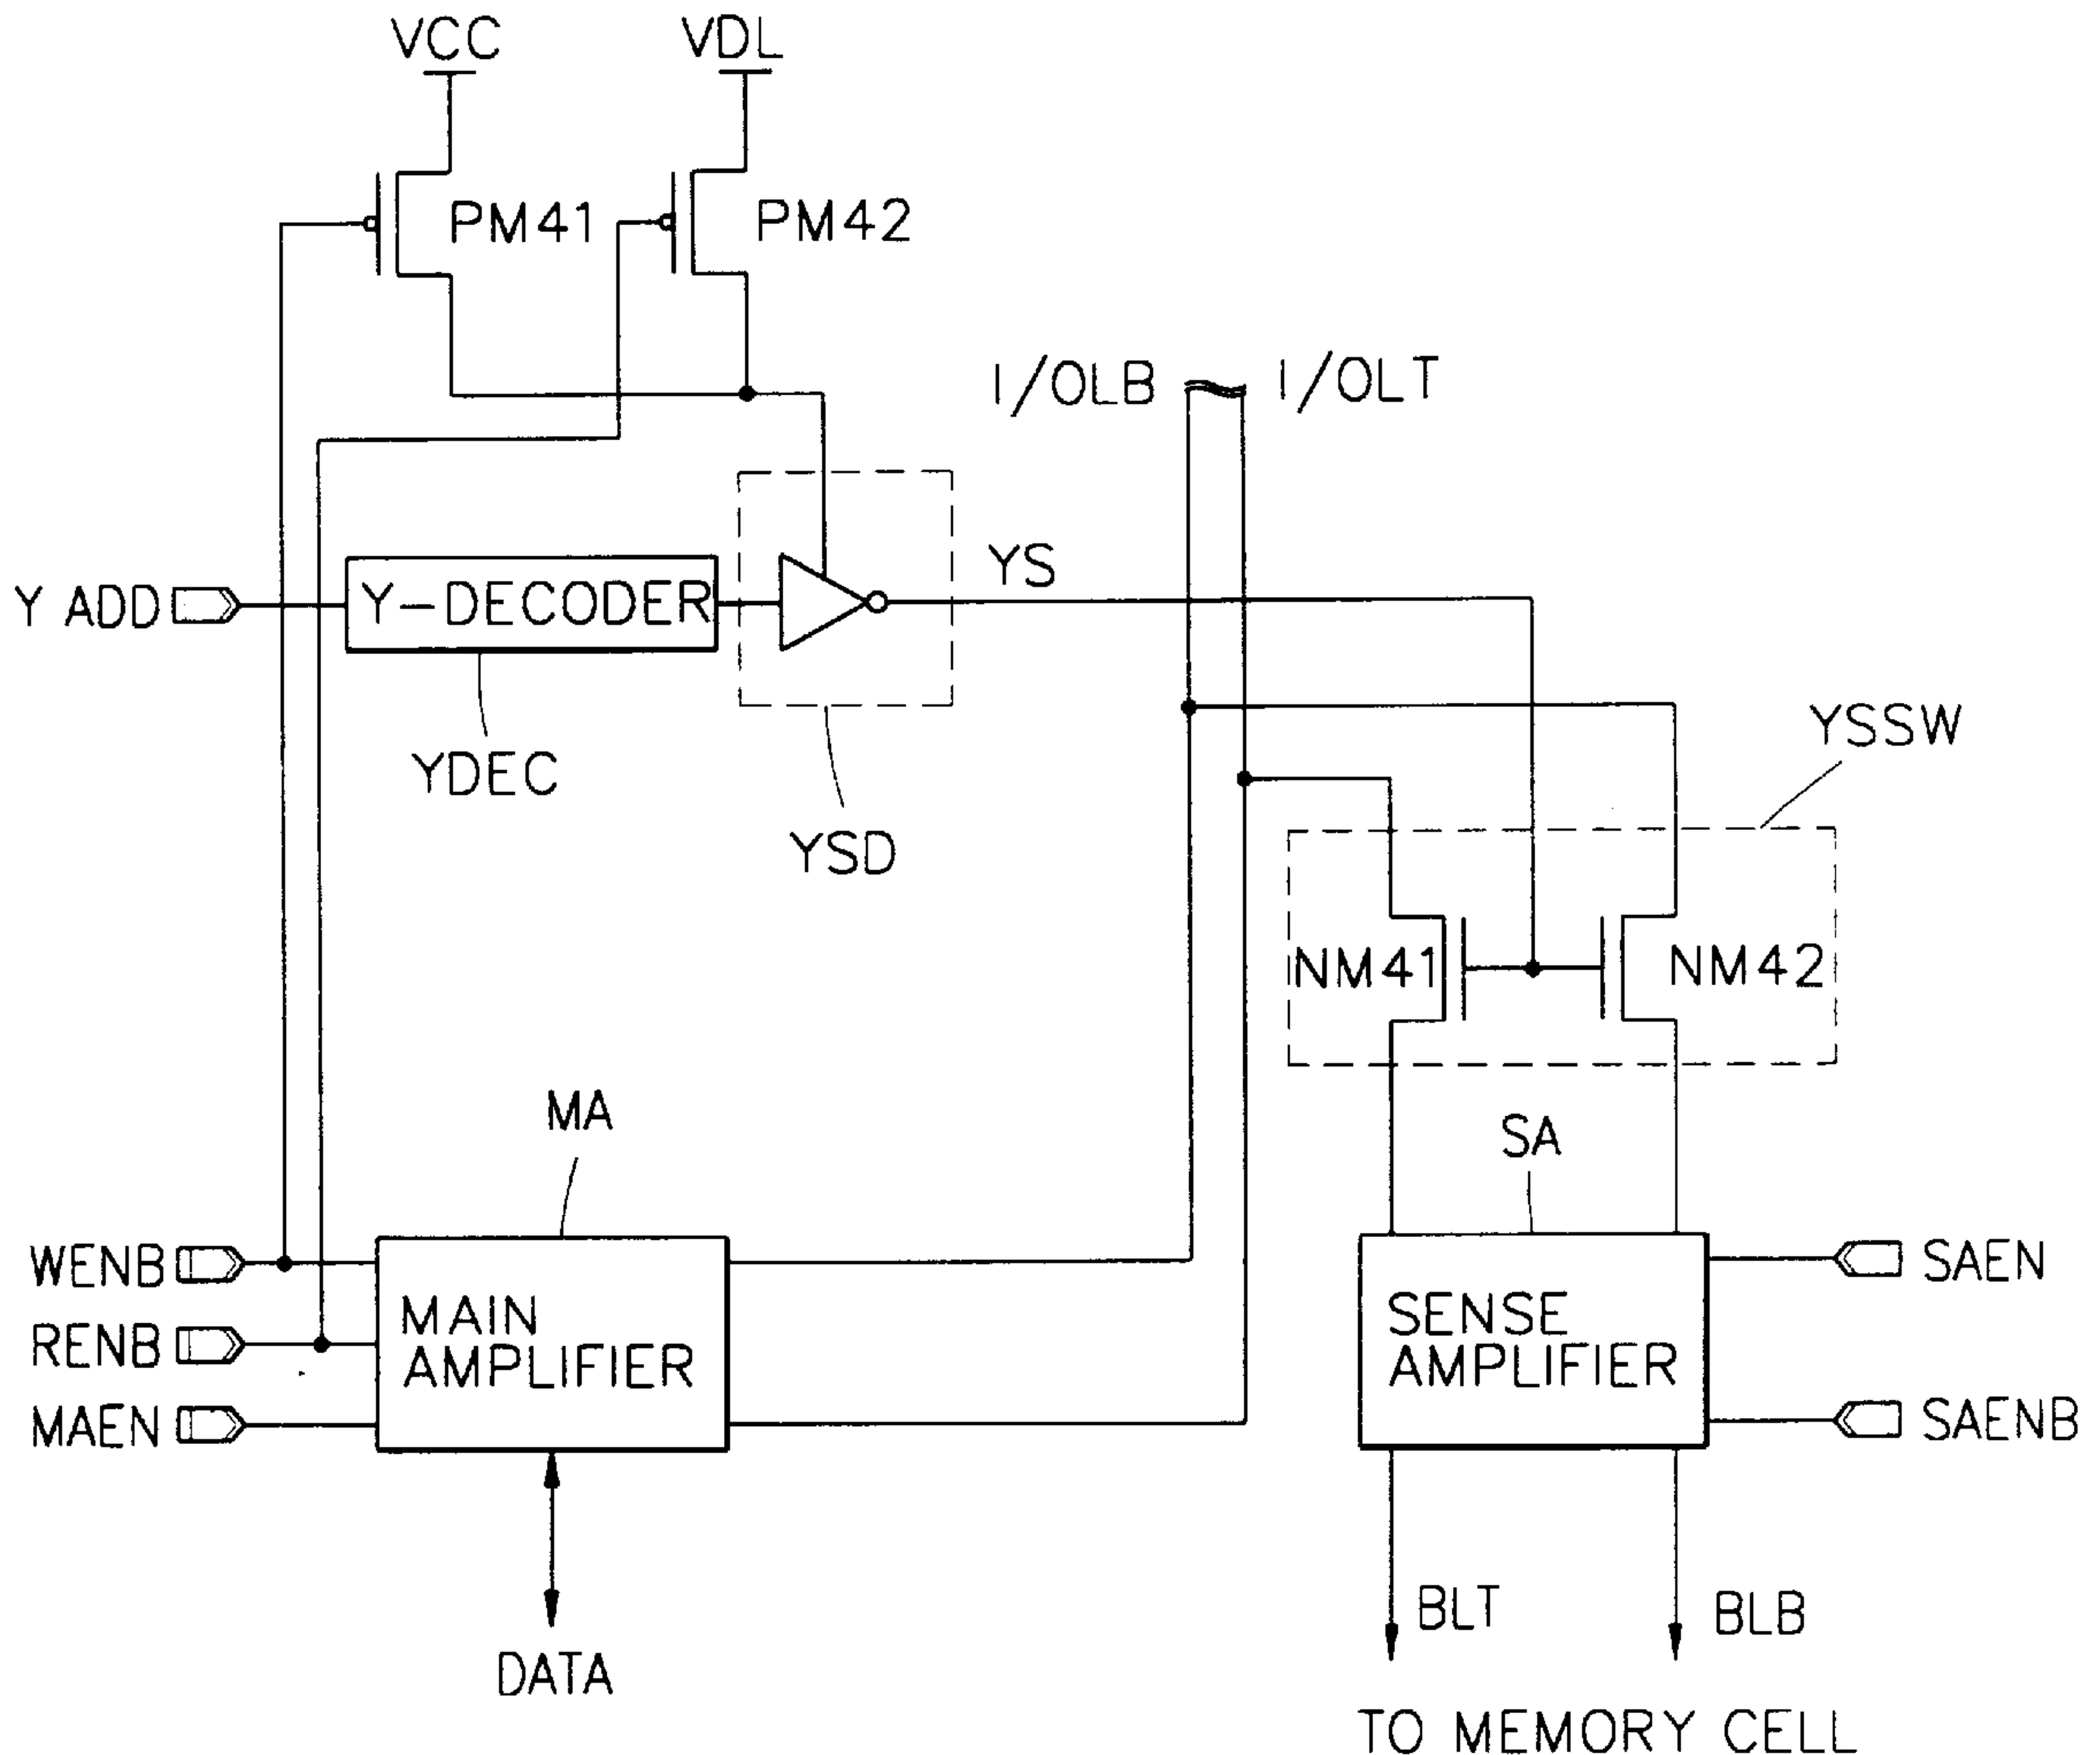 VCC
VDL
PM41
PM42
I/OLB
I/OLT
Y ADD
Y-DECODER
YS
YDEC
YSD
YSSW
NM41
NM42
MA
SA
WENB
RENB
MAEN
MAIN
AMPLIFIER
SENSE
AMPLIFIER
SAEN
SAENB
DATA
BLT
BLB
TO MEMORY CELL